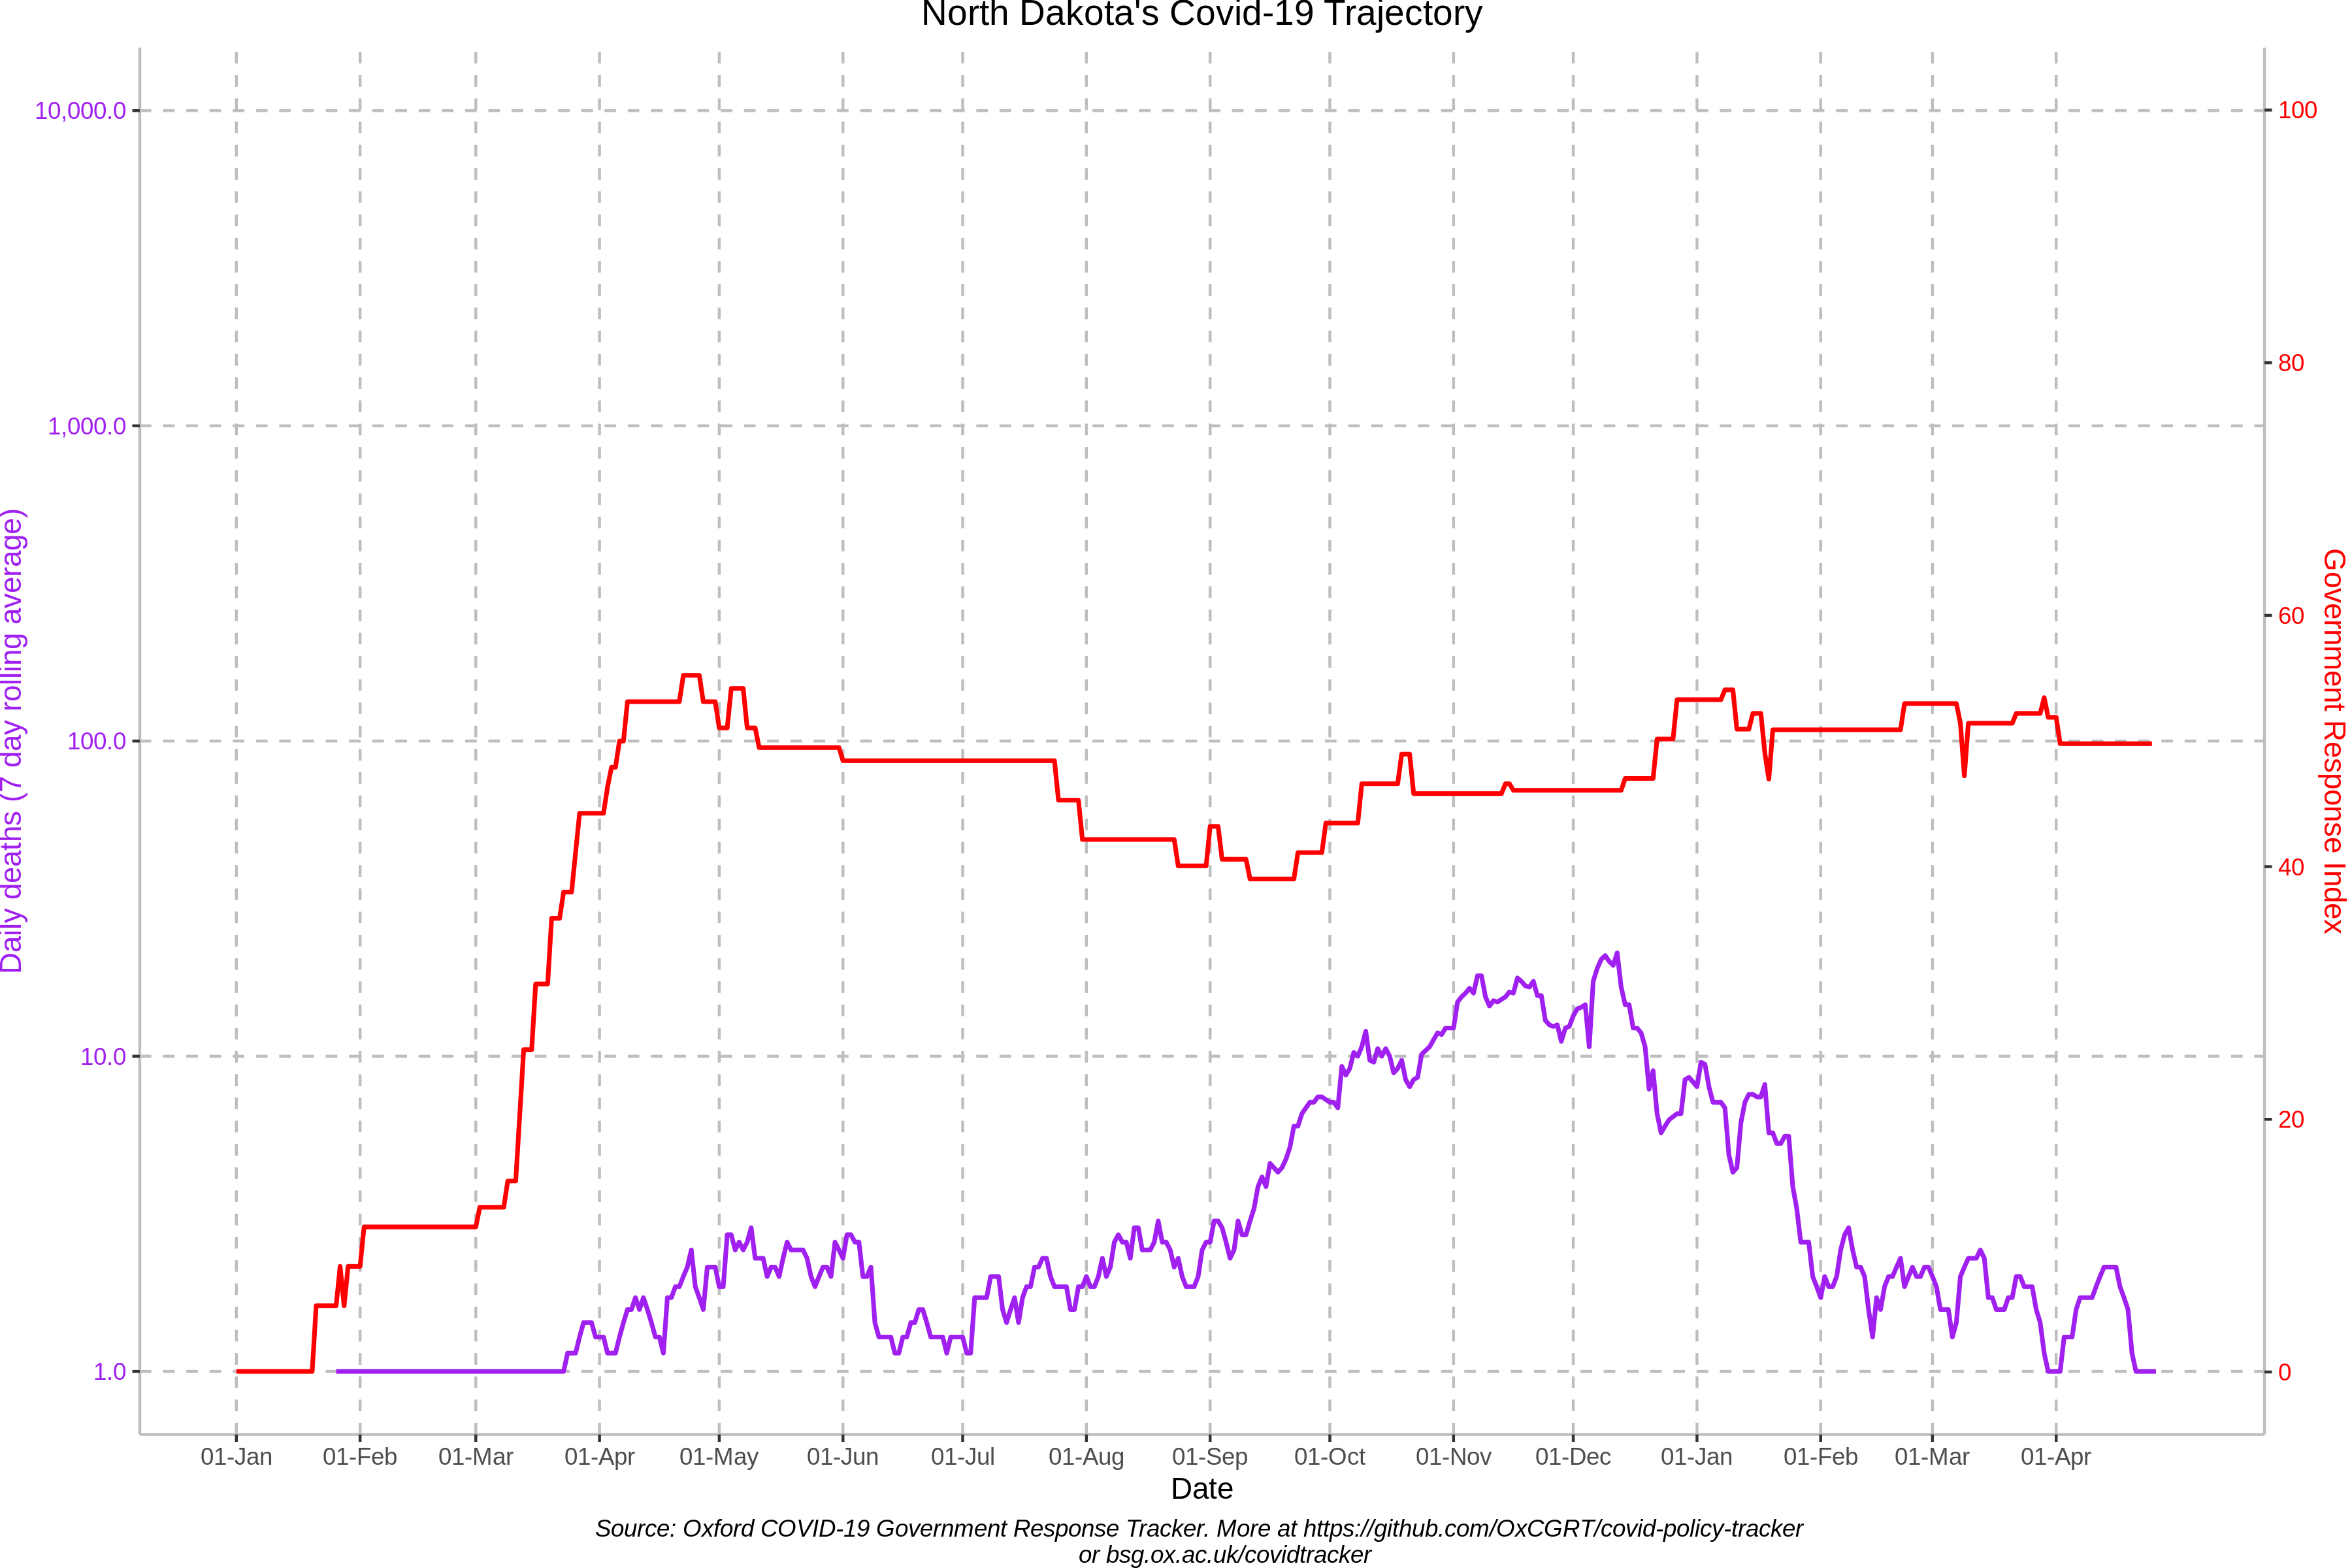 North Dakota's Covid-19 Trajectory
10,000.0
1,000.0
100.0
10.0
1.0
Daily deaths (7 day rolling average)
100
80
60
40
20
0
Government Response Index
01-Jan 01-Feb 01-Mar 01-Apr 01-May 01-Jun 01-Jul 01-Aug 01-Sep 01-Oct 01-Nov 01-Dec 01-Jan 01-Feb 01-Mar 01-Apr
Date
Source: Oxford COVID-19 Government Response Tracker. More at https://github.com/OxCGRT/covid-policy-tracker
or bsg.ox.ac.uk/covidtracker